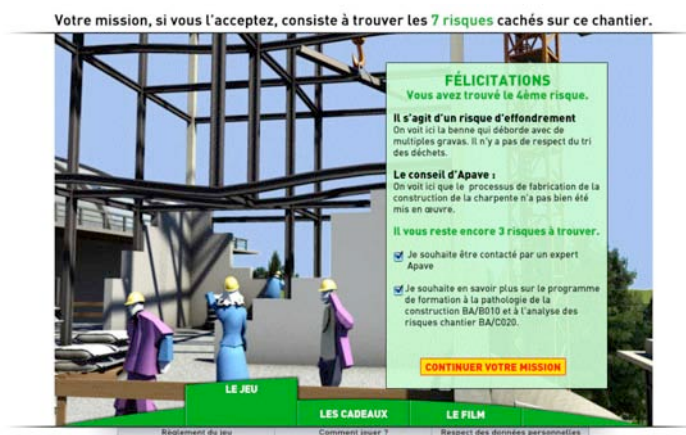 Votre mission, si vous l'acceptez, consiste à trouver les 7 risques cachés sur ce chantier.
FÉLICITATIONS
Vous avez trouvé le 4ème risque.
Il s'agit d'un risque d'effondrement
On voit ici la benne qui déborde avec de
multiples gravas. Il n'y a pas de respect du tri
des déchets.
Le conseil d'Apave :
On voit ici que le processus de fabrication de la
construction de la charpente n'a pas bien été
mis en œuvre.
Il vous reste encore 3 risques à trouver.
Je souhaite être contacté par un expert
Apave
Je souhaite en savoir plus sur le programme
de formation à la pathologie de la
construction BA/B010 et à l'analyse des
risques chantier BA/C020.
CONTINUER VOTRE MISSION
LE JEU
LES CADEAUX
LE FILM
Règlement du jeu
Comment jouer ?
Respect des données personnelles